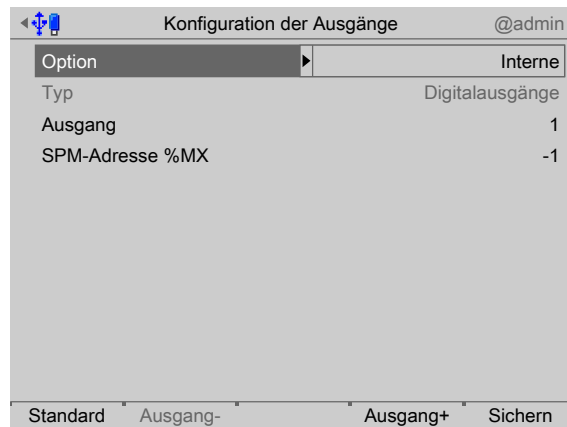 Konfiguration der Ausgänge @admin
Option Interne
Typ Digitalausgänge
Ausgang 1
SPM-Adresse %MX -1
Standard Ausgang- Ausgang+ Sichern